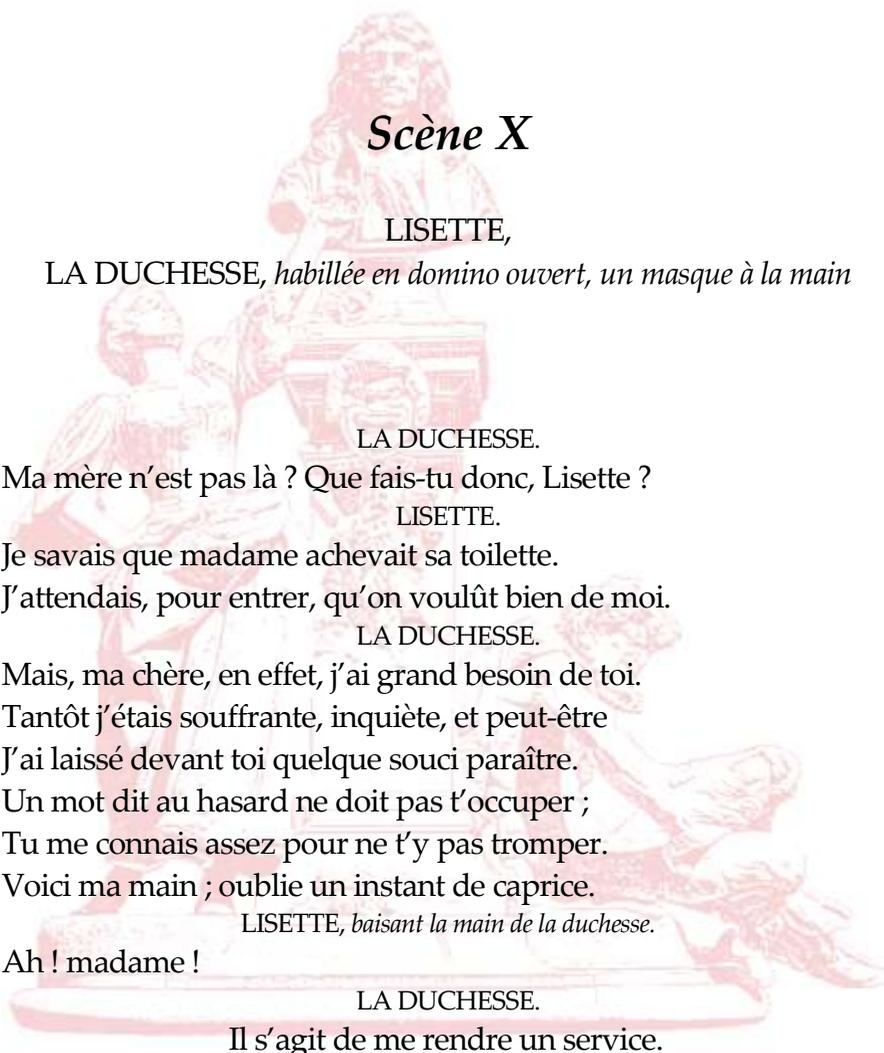 Scène X
LISETTE,
LA DUCHESSE, habillée en domino ouvert, un masque à la main
LA DUCHESSE.
Ma mère n’est pas là ? Que fais-tu donc, Lisette ?
LISETTE.
Je savais que madame achevait sa toilette.
J’attendais, pour entrer, qu’on voulût bien de moi.
LA DUCHESSE.
Mais, ma chère, en effet, j’ai grand besoin de toi.
Tantôt j’étais souffrante, inquiète, et peut-être
J’ai laissé devant toi quelque souci paraître.
Un mot dit au hasard ne doit pas t’occuper ;
Tu me connais assez pour ne t’y pas tromper.
Voici ma main ; oublie un instant de caprice.
LISETTE, baisant la main de la duchesse.
Ah ! madame !
LA DUCHESSE.
Il s’agit de me rendre un service.